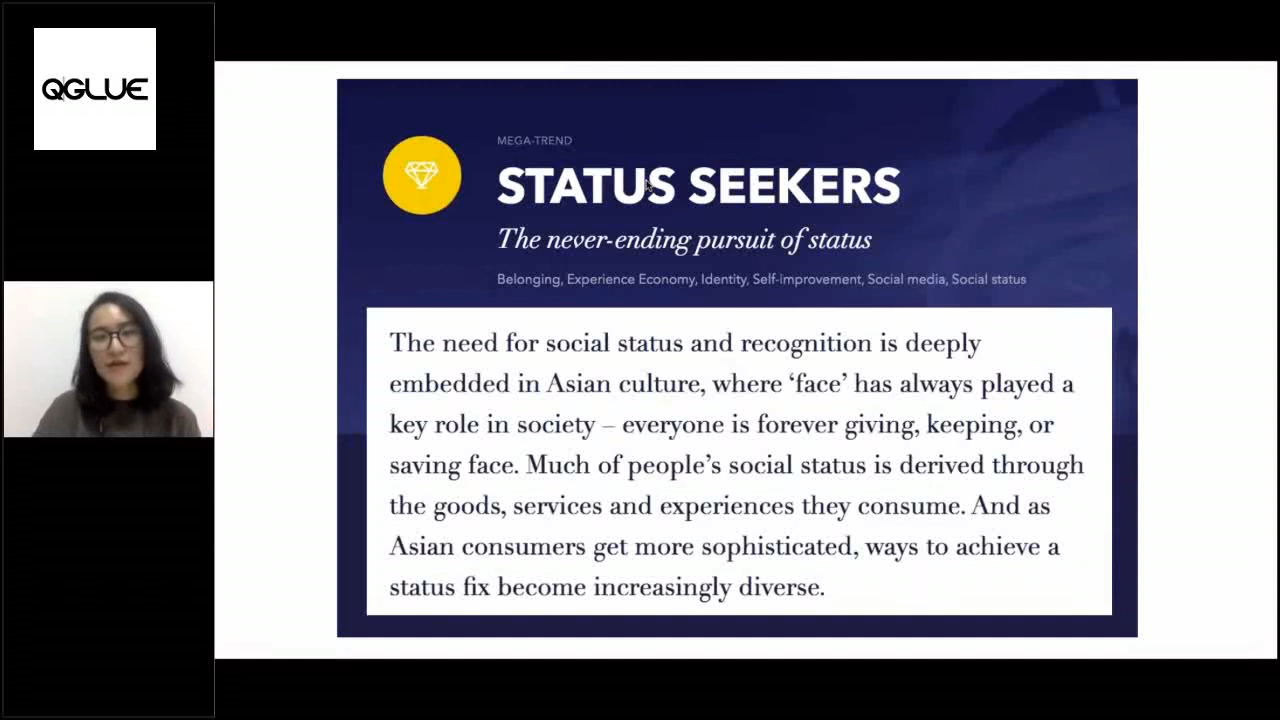 QGLUE
MEGA-TREND
STATUS SEEKERS
The never-ending pursuit of status
Belonging, Experience Economy, Identity, Self-improvement, Social media, Social status
The need for social status and recognition is deeply
embedded in Asian culture, where ‘face’ has always played a
key role in society – everyone is forever giving, keeping, or
saving face. Much of people’s social status is derived through
the goods, services and experiences they consume. And as
Asian consumers get more sophisticated, ways to achieve a
status fix become increasingly diverse.